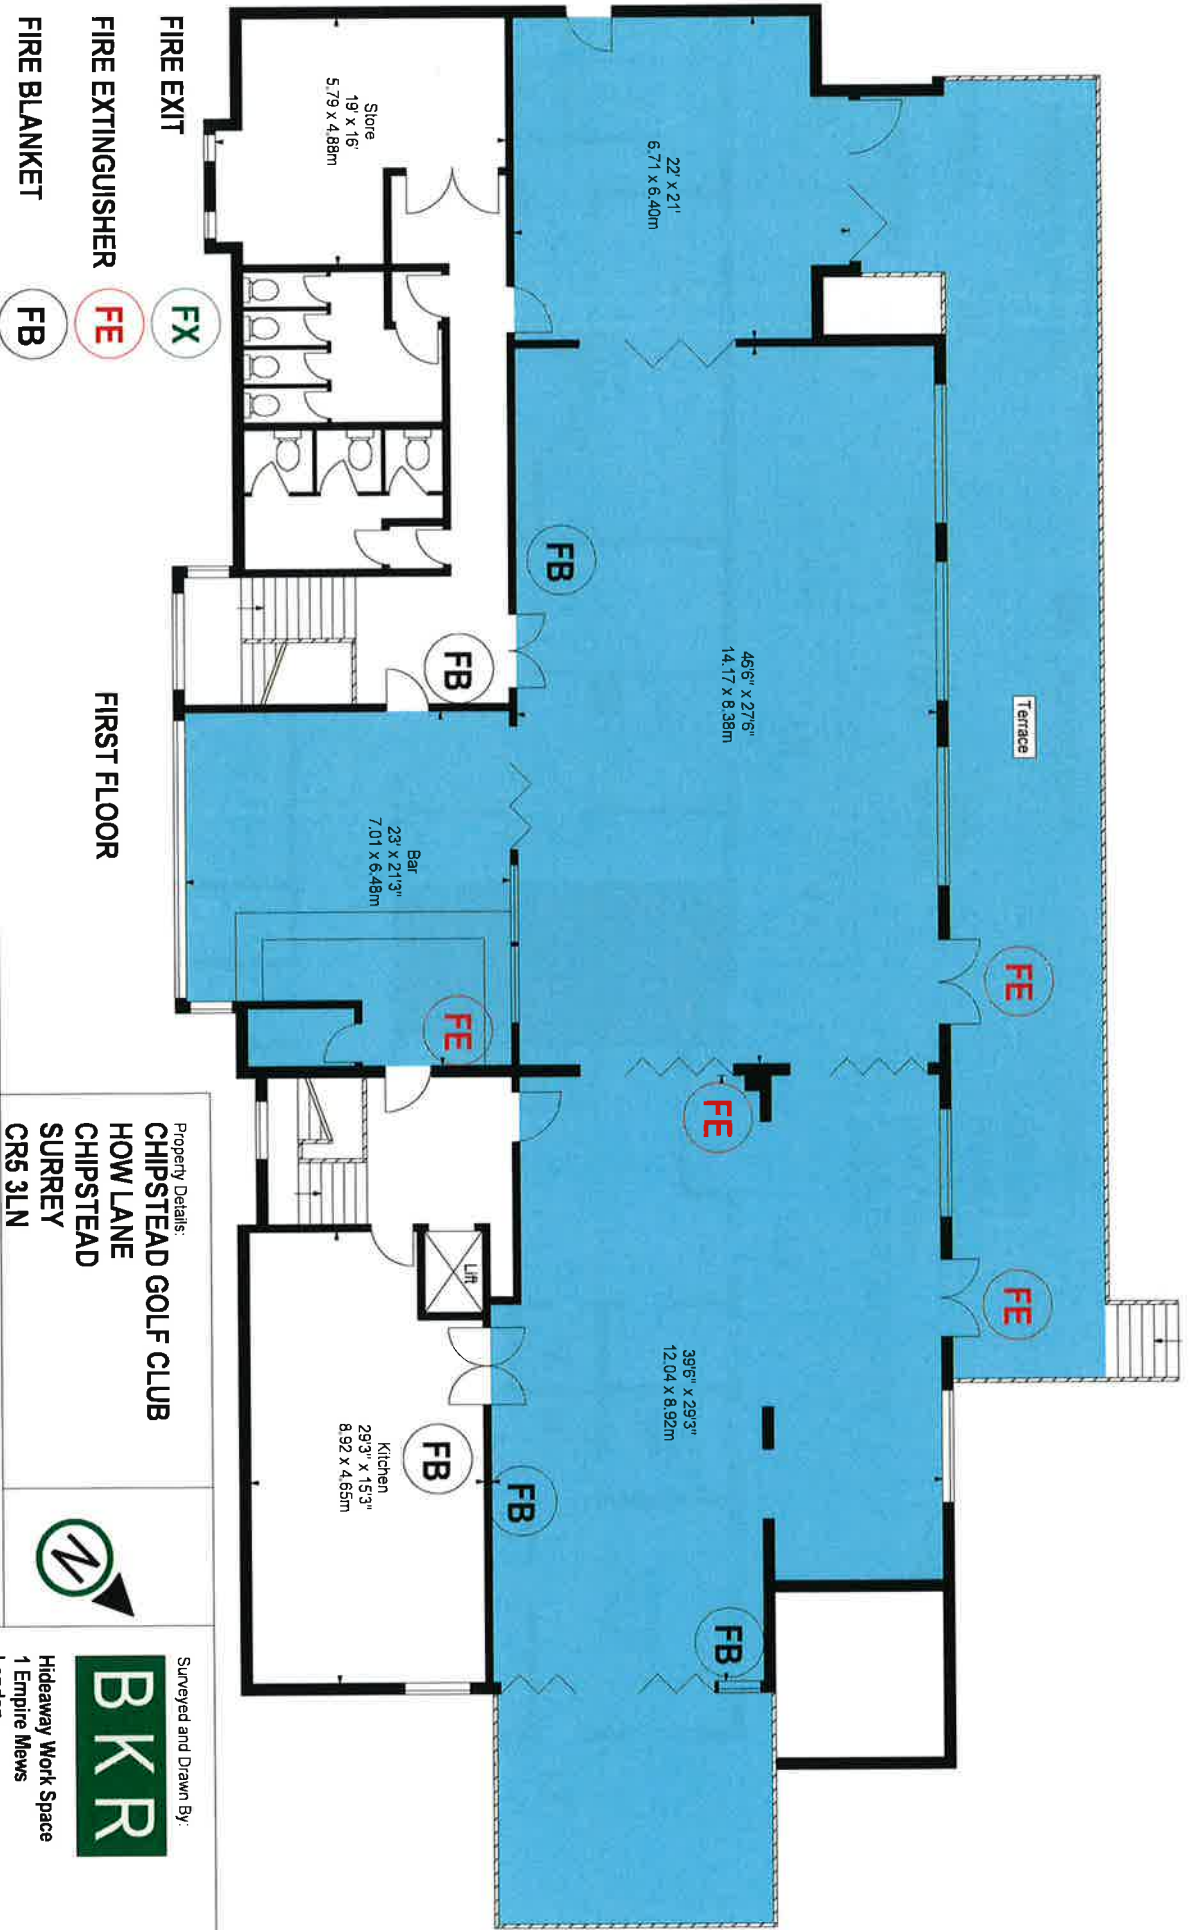 Terrace
22' x 21'
6.71 x 6.40m
Store
19' x 16'
5.79 x 4.88m
46'6" x 27'6"
14.17 x 8.38m
FB
FB
Bar
23' x 21'3"
7.01 x 6.48m
FE
FE
FE
FE
39'6" x 29'3"
12.04 x 8.92m
Lift
Kitchen
29'3" x 15'3"
8.92 x 4.65m
FB
FB
FB
FIRST FLOOR
FIRE EXIT FX
FIRE EXTINGUISHER FE
FIRE BLANKET FB
Property Details:
CHIPSTEAD GOLF CLUB
HOW LANE
CHIPSTEAD
SURREY
CR5 3LN
N
Surveyed and Drawn By:
BKR
Hideaway Work Space
1 Empire Mews